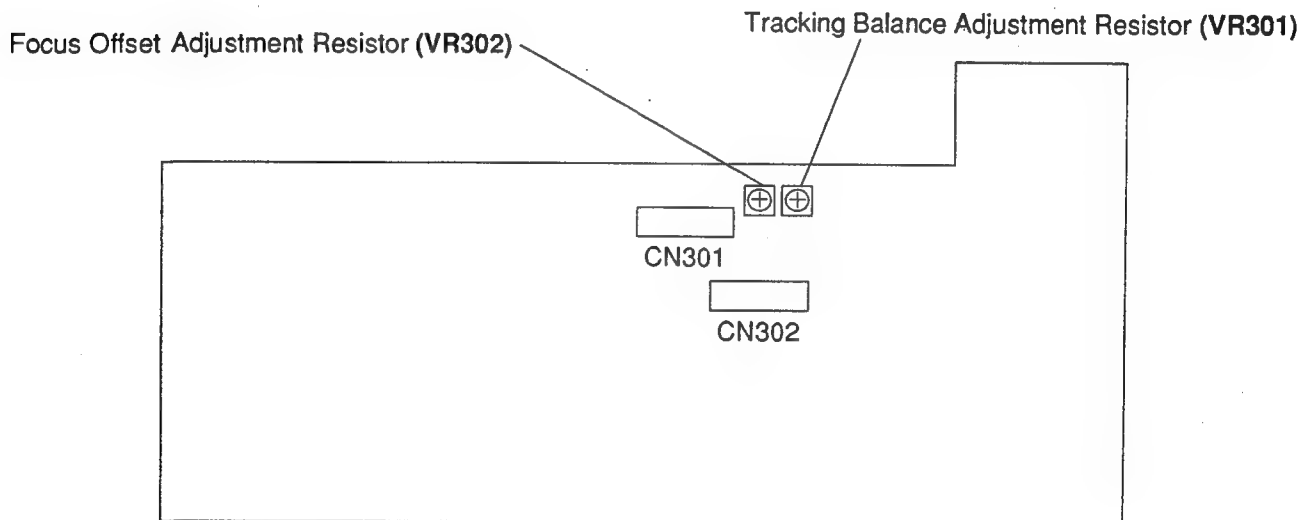 Tracking Balance Adjustment Resistor (VR301)
Focus Offset Adjustment Resistor (VR302)
CN301
CN302